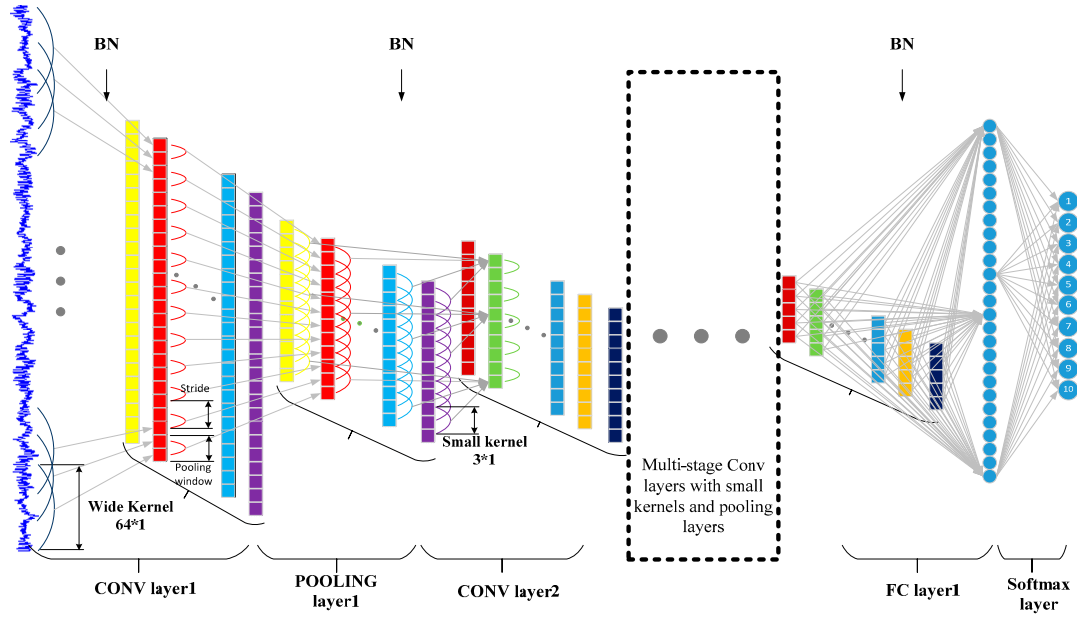 BN
BN
BN
Stride
Pooling
window
Wide Kernel
64*1
Small kernel
3*1
Multi-stage Conv
layers with small
kernels and pooling
layers
1
2
3
4
5
6
7
8
9
10
CONV layer1
POOLING
layer1
CONV layer2
FC layer1
Softmax
layer